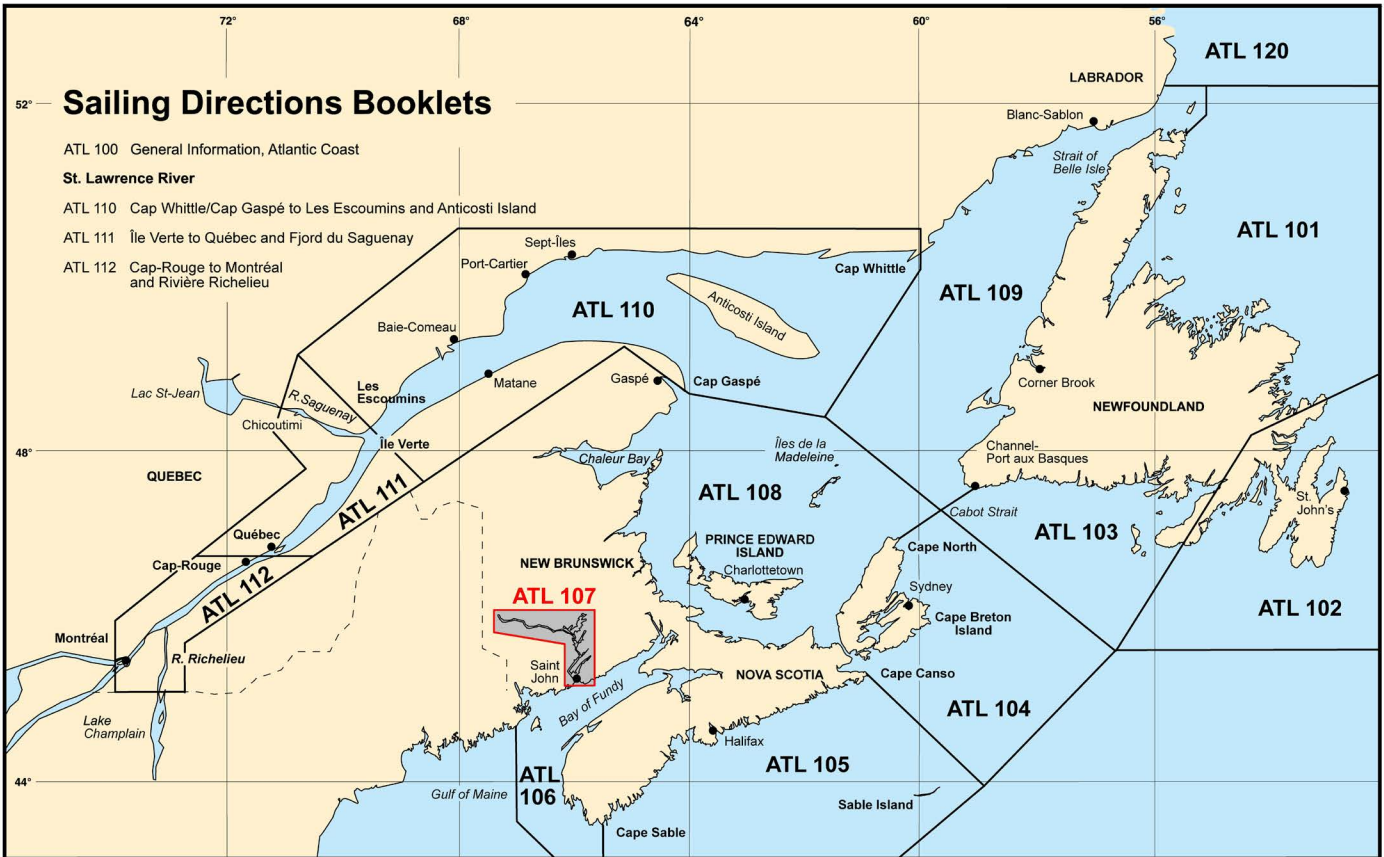 72°
68°
64°
60°
56°
ATL 120
LABRADOR
52°
Sailing Directions Booklets
Blanc-Sablon
ATL 100 General Information, Atlantic Coast
Strait of
Belle Isle
St. Lawrence River
ATL 110 Cap Whittle/Cap Gaspé to Les Escoumins and Anticosti Island
ATL 101
ATL 111 Île Verte to Québec and Fjord du Saguenay
ATL 112 Cap-Rouge to Montréal
and Rivière Richelieu
Sept-Îles
Port-Cartier
Cap Whittle
ATL 109
Anticosti Island
ATL 110
Baie-Comeau
Matane
Gaspé
Cap Gaspé
Corner Brook
Lac St-Jean
R.Saguenay
Les
Escoumins
Chicoutimi
NEWFOUNDLAND
Île Verte
48°
Îles de la
Madeleine
Channel-
Port aux Basques
Chaleur Bay
QUEBEC
ATL 111
ATL 108
St.
John's
Cabot Strait
ATL 103
Québec
PRINCE EDWARD
ISLAND
Cape North
Cap-Rouge
NEW BRUNSWICK
Charlottetown
ATL 112
ATL 107
Sydney
ATL 102
Cape Breton
Island
Montréal
R. Richelieu
Saint
John
NOVA SCOTIA
Cape Canso
Bay of Fundy
ATL 104
Lake
Champlain
Halifax
ATL 105
44°
ATL
106
Gulf of Maine
Sable Island
Cape Sable